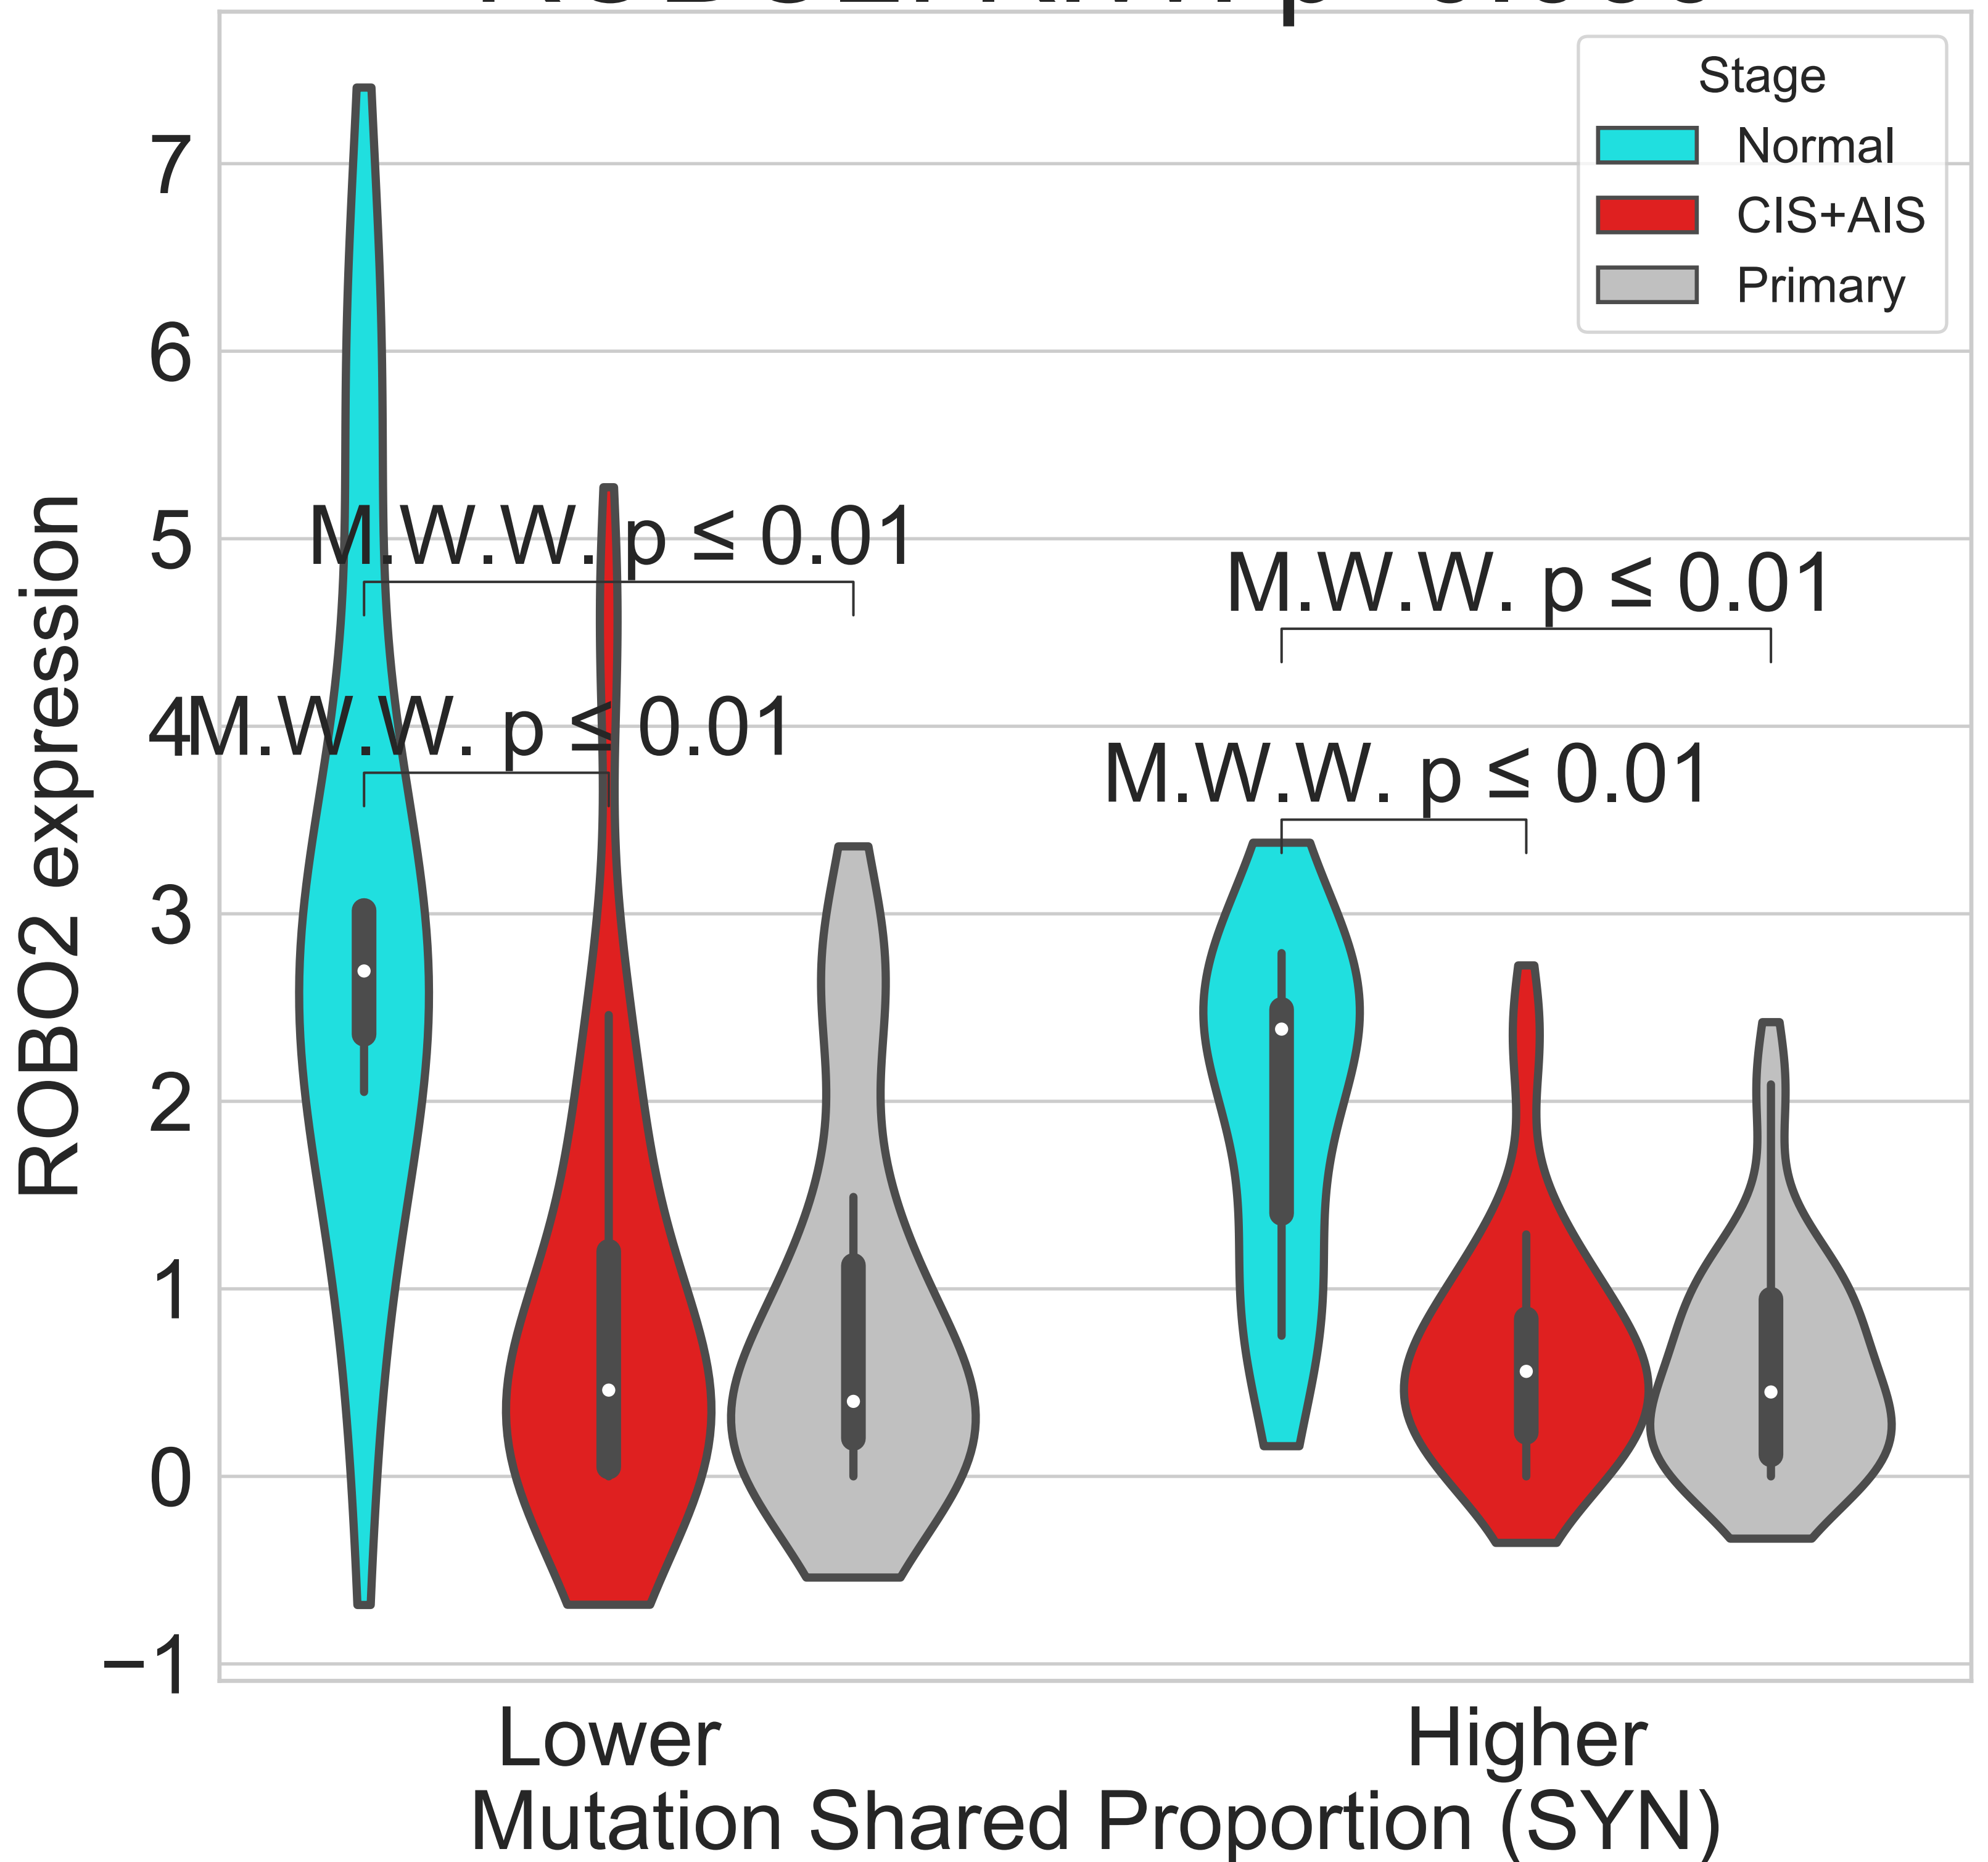 Stage
Normal
CIS+AIS
Primary
7
6
5
4
3
2
1
0
−1
ROBO2 expression
M.W.W. p ≤ 0.01
M.W.W. p ≤ 0.01
M.W.W. p ≤ 0.01
M.W.W. p ≤ 0.01
Lower
Higher
Mutation Shared Proportion (SYN)